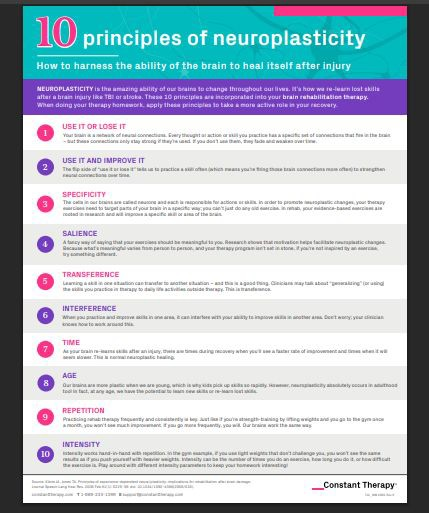 10 principles of neuroplasticity
How to harness the ability of the brain to heal itself after injury
NEUROPLASTICITY is the amazing ability of our brains to change throughout our lives. It's how we re-learn lost skills
after a brain injury like TBI or stroke. These 10 principles are incorporated into your brain rehabilitation therapy.
When doing your therapy homework, apply these principles to take a more active role in your recovery.
1 USE IT OR LOSE IT
Your brain is a network of neural connections. Every thought or action or skill you practice has a specific set of connections that fire in the brain
– but these connections only stay strong if they're used. If you don't use them, they fade and weaken over time.
2 USE IT AND IMPROVE IT
The flip side of "use it or lose it" tells us to practice a skill often (which means you're firing those brain connections more often) to strengthen
neural connections over time.
3 SPECIFICITY
The cells in our brains are called neurons and each is responsible for actions or skills. In order to promote neuroplastic changes, your therapy
exercises need to target parts of your brain in a specific way; you can't just do any old exercise. In rehab, your evidence-based exercises are
rooted in research and will improve a specific skill or area of the brain.
4 SALIENCE
A fancy way of saying that your exercises should be meaningful to you. Research shows that motivation helps facilitate neuroplastic changes.
Because what's meaningful varies from person to person, and your therapy program isn't set in stone, if you're not inspired by an exercise,
try something different.
5 TRANSFERENCE
Learning a skill in one situation can transfer to another situation – and this is a good thing. Clinicians may talk about "generalizing" (or using)
the skills you practice in therapy to daily life activities outside therapy. This is transference.
6 INTERFERENCE
When you practice and improve skills in one area, it can interfere with your ability to improve skills in another area. Don't worry; your clinician
knows how to work around this.
7 TIME
As your brain re-learns skills after an injury, there are times during recovery when you'll see a faster rate of improvement and times when it will
seem slower. This is normal neuroplastic healing.
8 AGE
Our brains are more plastic when we are young, which is why kids pick up skills so rapidly. However, neuroplasticity absolutely occurs in adulthood
too! In fact, at any age, we have the potential to learn new skills or re-learn lost skills.
9 REPETITION
Practicing rehab therapy frequently and consistently is key. Just like if you're strength-training by lifting weights and you go to the gym once
a month, you won't see much improvement. If you go more frequently, you will. Our brains work the same way.
10 INTENSITY
Intensity works hand-in-hand with repetition. In the gym example, if you use light weights that don't challenge you, you won't see the same
results as if you push yourself with heavier weights. Intensity can be the number of times you do an exercise, how long you do it, or how difficult
the exercise is. Play around with different intensity parameters to keep your homework interesting!
constanttherapy.com T 1-888-233-1399 E support@constanttherapy.com
Constant Therapy